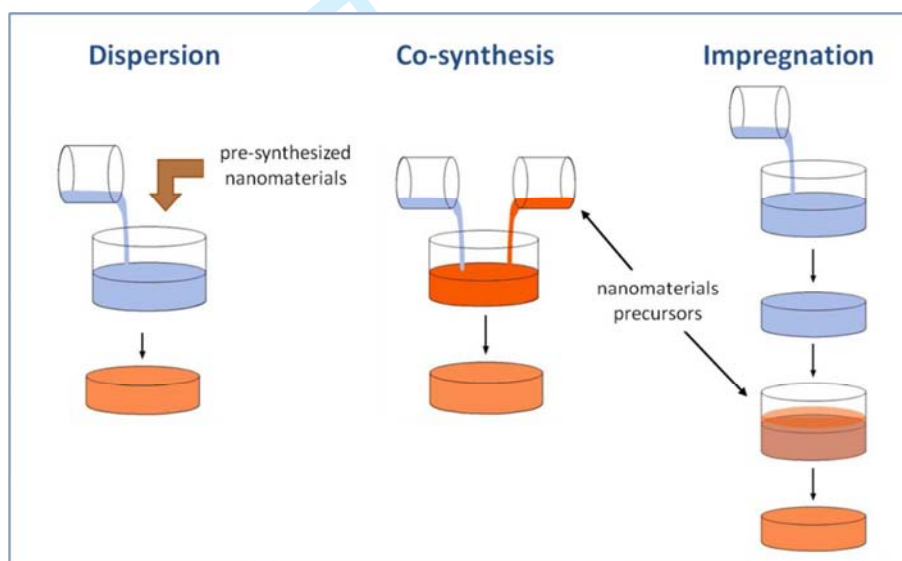 Dispersion
Co-synthesis
Impregnation
pre-synthesized
nanomaterials
nanomaterials
precursors